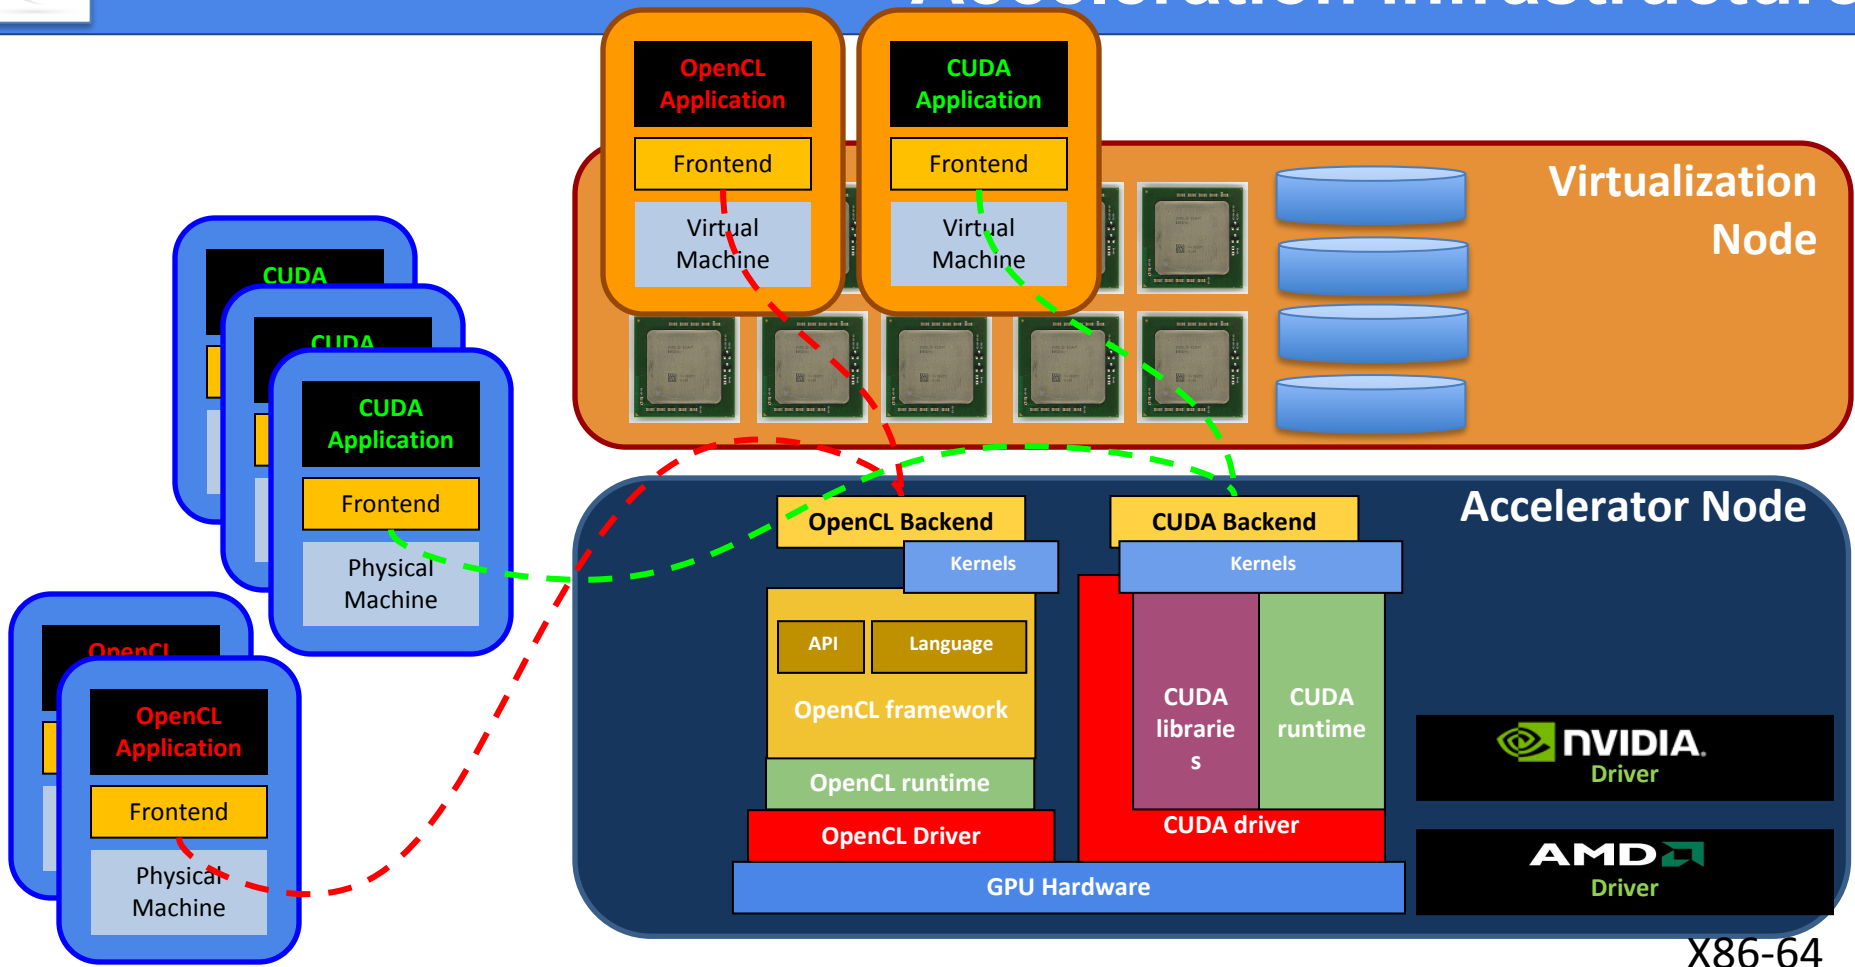 Acceleration Infrastructure
OpenCL
Application
Frontend
Virtual
Machine
CUDA
Application
Frontend
Virtual
Machine
Virtualization
Node
CUDA
CUDA
CUDA
Application
Frontend
Physical
Machine
OpenCL
OpenCL
Application
Frontend
Physical
Machine
Accelerator Node
OpenCL Backend
Kernels
API
Language
OpenCL framework
OpenCL runtime
OpenCL Driver
CUDA Backend
Kernels
CUDA
librarie
s
CUDA
runtime
CUDA driver
GPU Hardware
NVIDIA.
Driver
AMD
Driver
X86-64